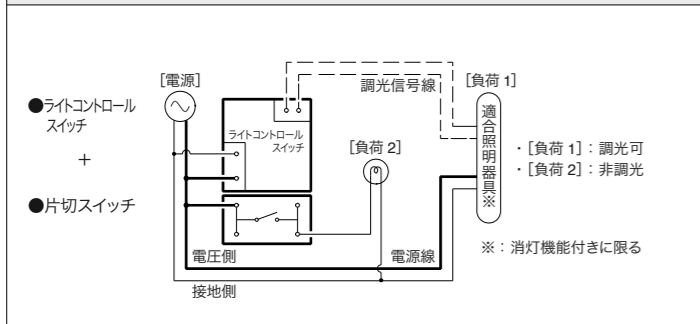 ●ライトコントロール
スイッチ
+
●片切スイッチ
[電源]
ライトコントロール
スイッチ
調光信号線
[負荷 2]
[負荷 1]
適合照明器具※
・[負荷 1]：調光可
・[負荷 2]：非調光
※：消灯機能付きに限る
電圧側
電源線
接地側